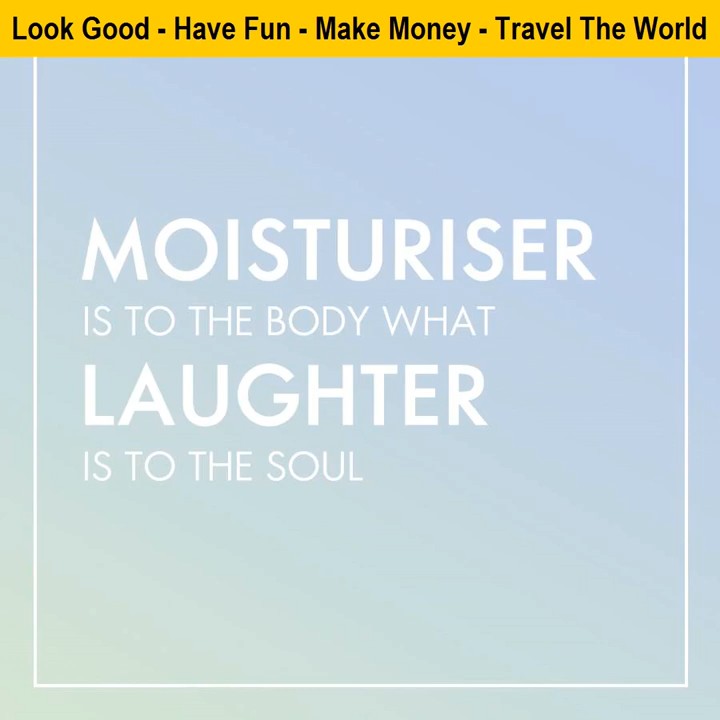 Look Good - Have Fun - Make Money - Travel The World
MOISTURISER
IS TO THE BODY WHAT
LAUGHTER
IS TO THE SOUL